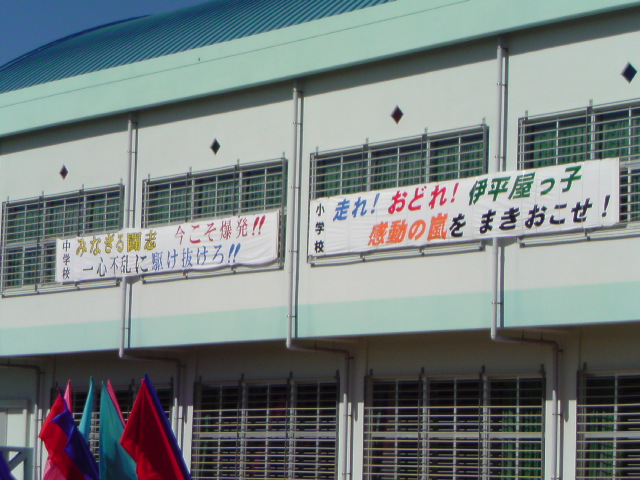 中学校
みなぎる闘志 今こそ爆発!!
一心不乱に駆け抜けろ!!
小学校
走れ!おどれ!伊平屋っ子
感動の嵐をまきおこせ!